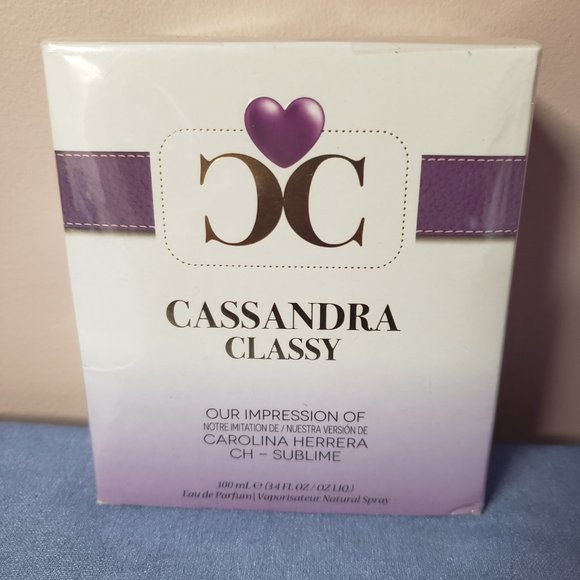 CC
CASSANDRA
CLASSY
OUR IMPRESSION OF
NOTRE IMITATION DE / NUESTRA VERSIÓN DE
CAROLINA HERRERA
CH – SUBLIME
100 mL ℮ (3.4 FL OZ / OZ LIQ.)
Eau de Parfum | Vaporisateur Natural Spray